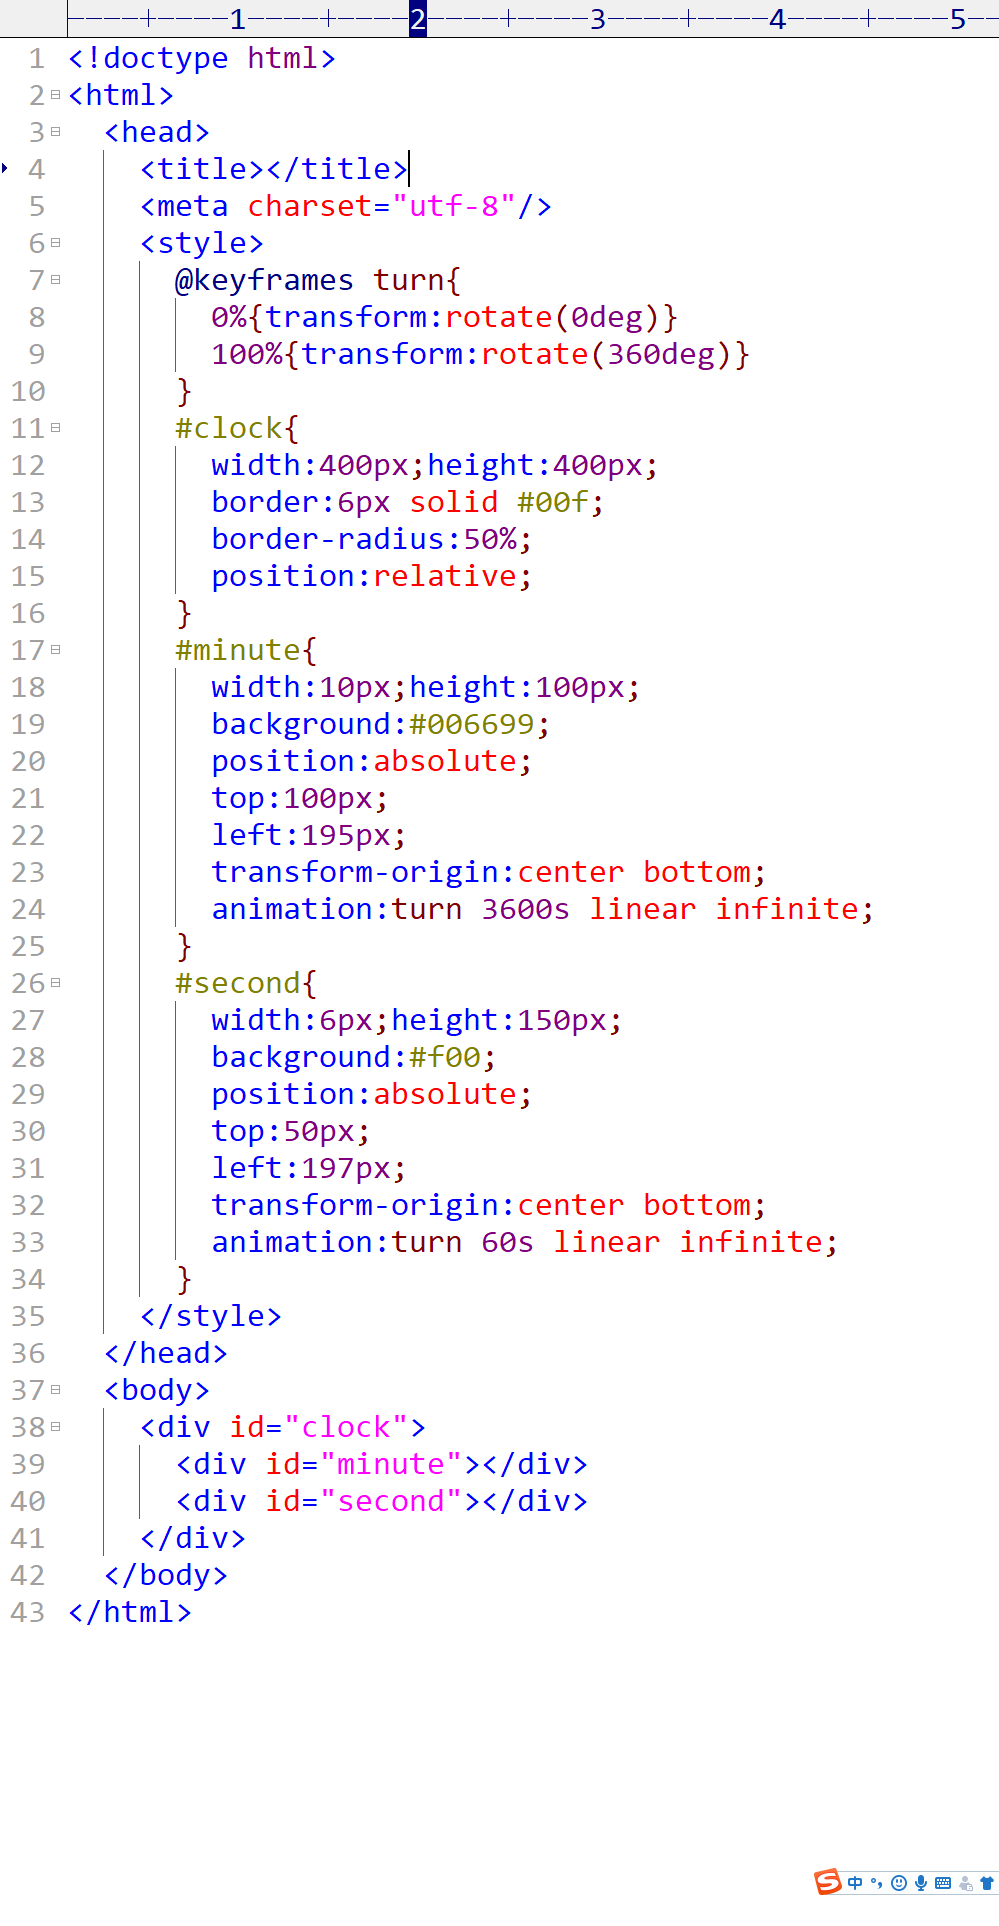 1 2 3 4 5
1 <!doctype html>
2 <html>
3 <head>
4 <title></title>
5 <meta charset="utf-8"/>
6 <style>
7 @keyframes turn{
8 0%{transform:rotate(0deg)}
9 100%{transform:rotate(360deg)}
10 }
11 #clock{
12 width:400px;height:400px;
13 border:6px solid #00f;
14 border-radius:50%;
15 position:relative;
16 }
17 #minute{
18 width:10px;height:100px;
19 background:#006699;
20 position:absolute;
21 top:100px;
22 left:195px;
23 transform-origin:center bottom;
24 animation:turn 3600s linear infinite;
25 }
26 #second{
27 width:6px;height:150px;
28 background:#f00;
29 position:absolute;
30 top:50px;
31 left:197px;
32 transform-origin:center bottom;
33 animation:turn 60s linear infinite;
34 }
35 </style>
36 </head>
37 <body>
38 <div id="clock">
39 <div id="minute"></div>
40 <div id="second"></div>
41 </div>
42 </body>
43 </html>
S 中